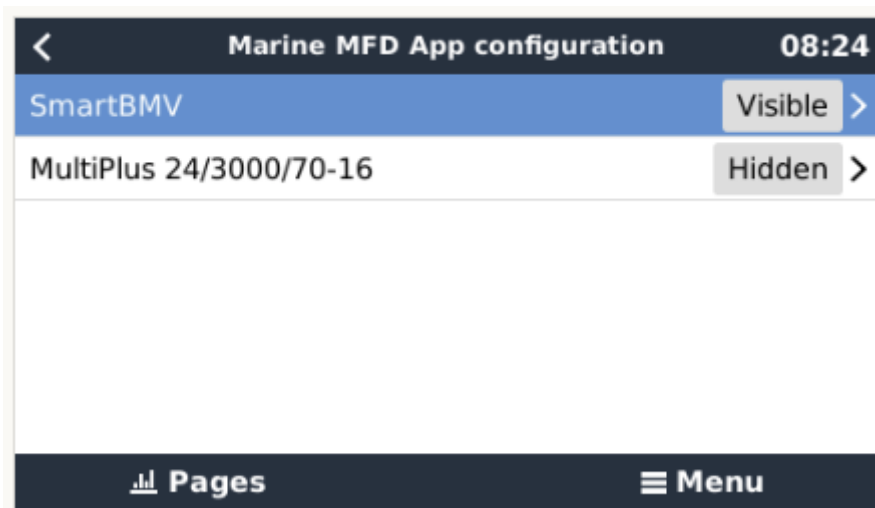 Marine MFD App configuration 08:24
SmartBMV Visible
MultiPlus 24/3000/70-16 Hidden
Pages Menu